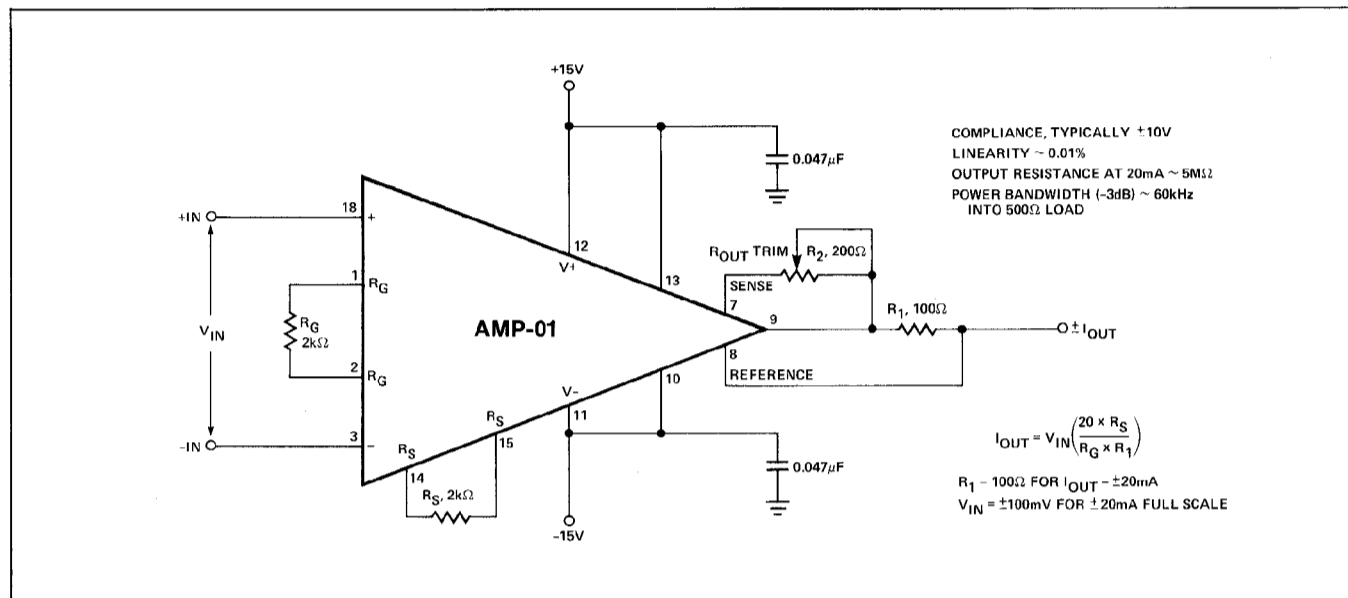 +15V
0.047µF
COMPLIANCE, TYPICALLY ±10V
LINEARITY ~ 0.01%
OUTPUT RESISTANCE AT 20mA ~ 5MΩ
POWER BANDWIDTH (–3dB) ~ 60kHz
INTO 500Ω LOAD
+IN
18
+
12
V+
13
ROUT TRIM
R2, 200Ω
SENSE
7
1
RG
VIN
RG
2kΩ
AMP-01
9
R1, 100Ω
±IOUT
2
RG
8
REFERENCE
10
V–
11
–IN
3
–
RS
14
RS
15
RS, 2kΩ
0.047µF
–15V
IOUT = VIN(20 × RS / RG × R1)
R1 – 100Ω FOR IOUT – ±20mA
VIN = ±100mV FOR ±20mA FULL SCALE